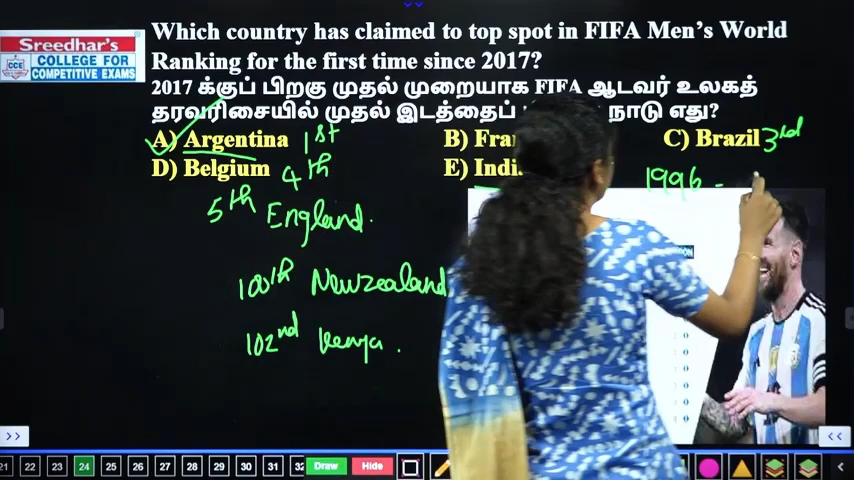 Sreedhar's
CCE
COLLEGE FOR
COMPETITIVE EXAMS
Which country has claimed to top spot in FIFA Men's World
Ranking for the first time since 2017?
2017 க்குப் பிறகு முதல் முறையாக FIFA ஆடவர் உலகத்
தரவரிசையில் முதல் இடத்தைப் நாடு எது?
A) Argentina 1st B) C) Brazil 3rd
D) Belgium 4th E) India 1996 -
5th England.
100th Newzealand
102nd Kenya.
>> <<
21 22 23 24 25 26 27 28 29 30 31 Draw Hide